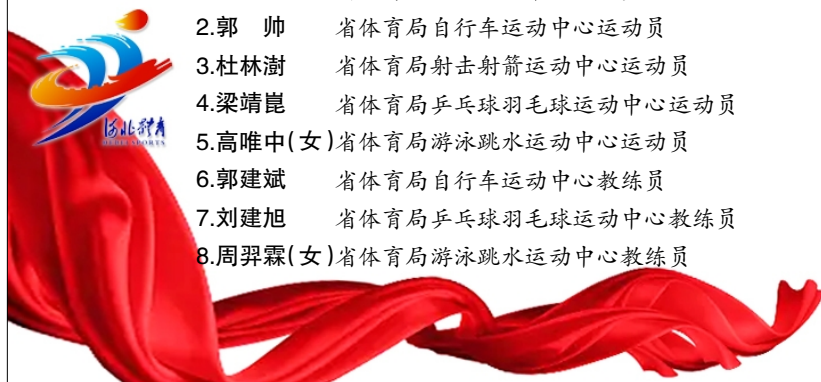 2.郭　帅　　省体育局自行车运动中心运动员
3.杜林澍　　省体育局射击射箭运动中心运动员
4.梁靖崑　　省体育局乒乓球羽毛球运动中心运动员
5.高唯中(女)省体育局游泳跳水运动中心运动员
6.郭建斌　　省体育局自行车运动中心教练员
7.刘建旭　　省体育局乒乓球羽毛球运动中心教练员
8.周羿霖(女)省体育局游泳跳水运动中心教练员
河北体育
HEBEI SPORTS